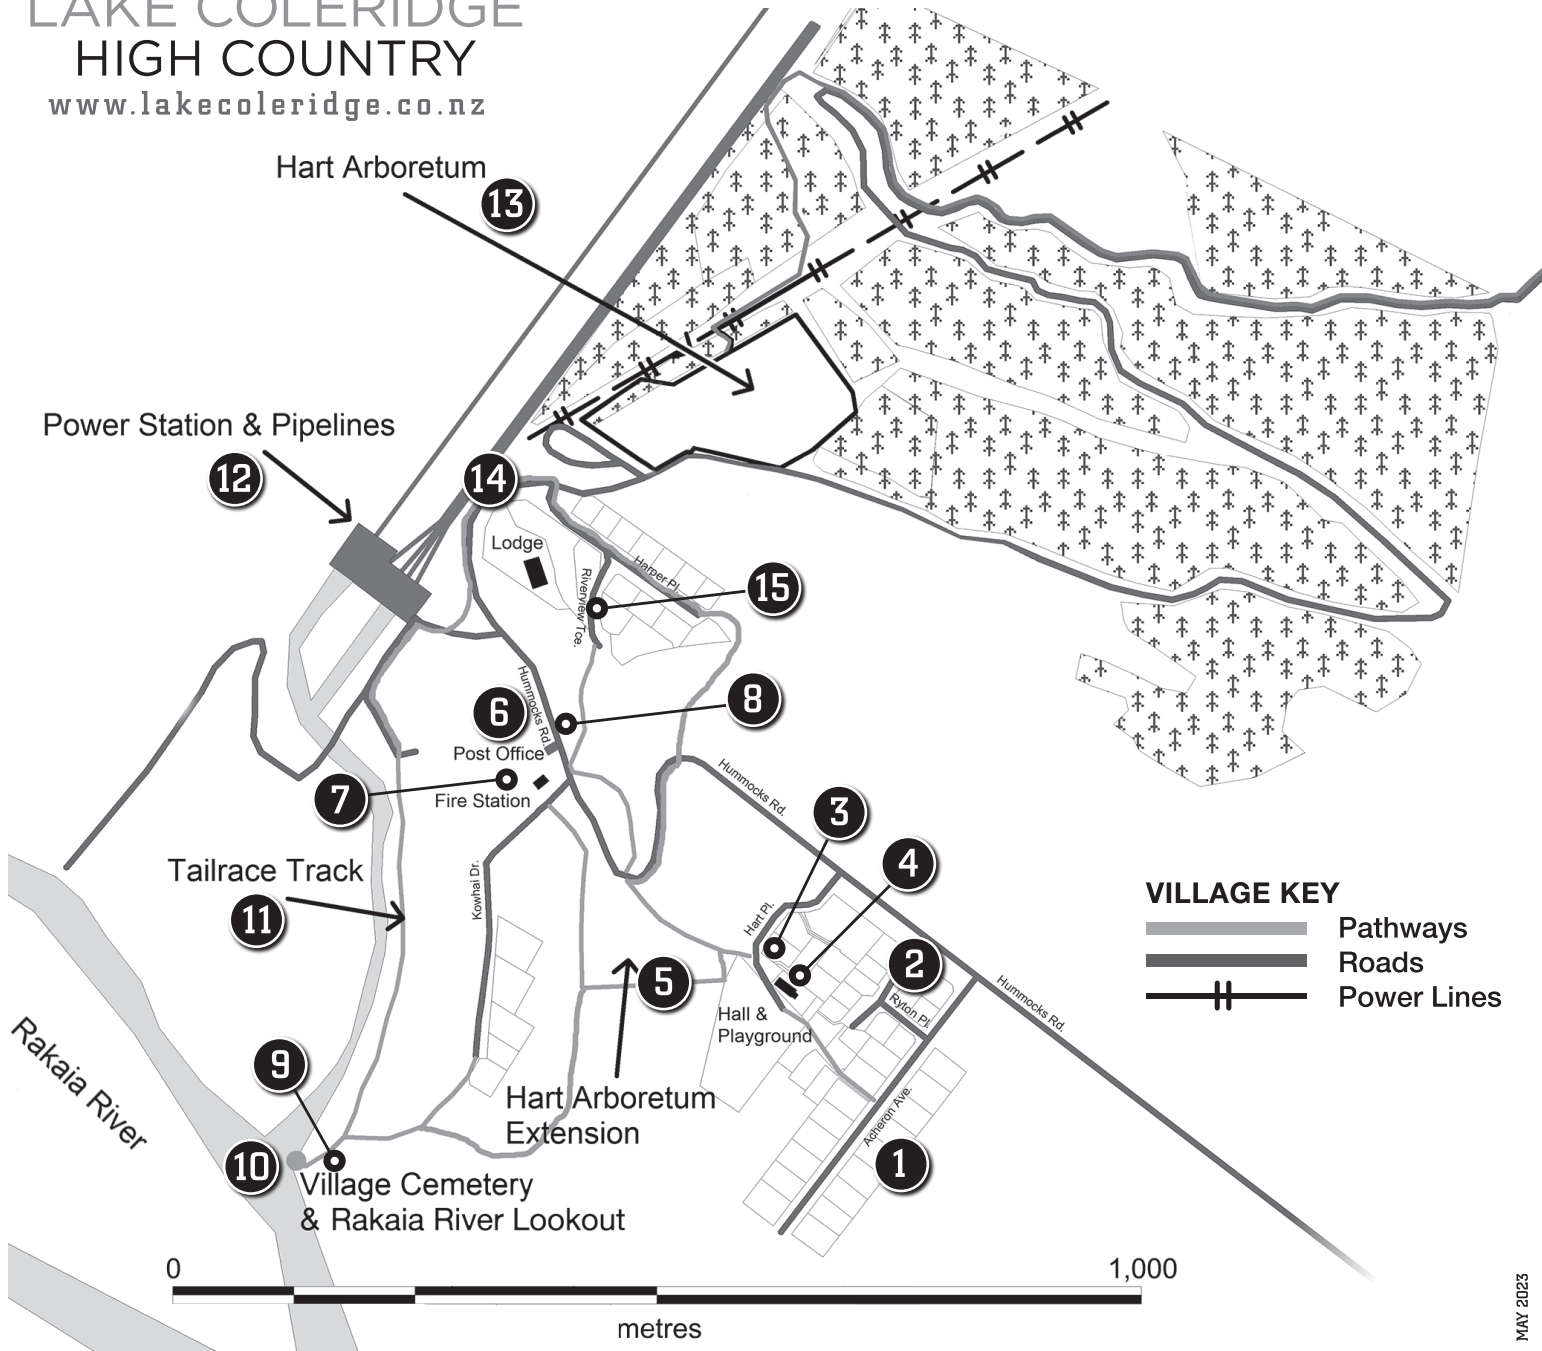 LAKE COLERIDGE
HIGH COUNTRY
www.lakecoleridge.co.nz
Hart Arboretum
13
Power Station & Pipelines
12
14
Lodge
Harper Pl.
Riverview Tce.
15
Hummocks Rd.
6
8
Post Office
7
Fire Station
Hummocks Rd.
3
4
Tailrace Track
11
Kowhai Dr.
Hart Pl.
VILLAGE KEY
Pathways
Roads
Power Lines
2
5
Ryton Pl.
Hummocks Rd.
Hall &
Playground
Rakaia River
9
Hart Arboretum
Extension
Acheron Ave.
1
10
Village Cemetery
& Rakaia River Lookout
0
1,000
metres
MAY 2023